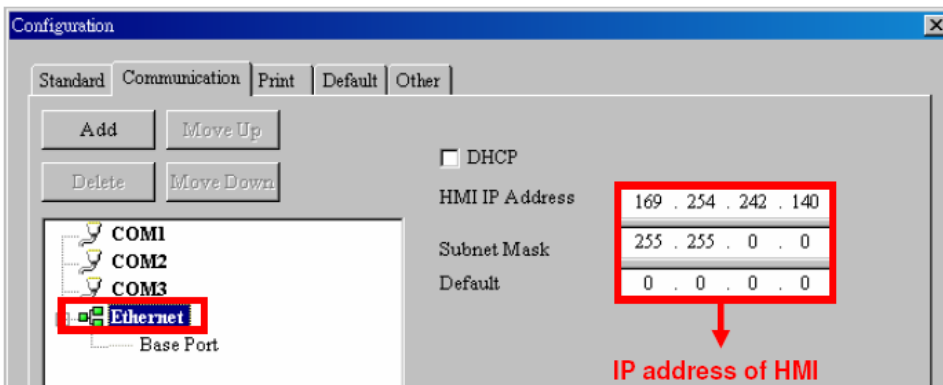 Configuration
Standard Communication Print Default Other
Add Move Up
Delete Move Down
DHCP
HMI IP Address 169 . 254 . 242 . 140
Subnet Mask 255 . 255 . 0 . 0
Default 0 . 0 . 0 . 0
COM1
COM2
COM3
Ethernet
Base Port
IP address of HMI